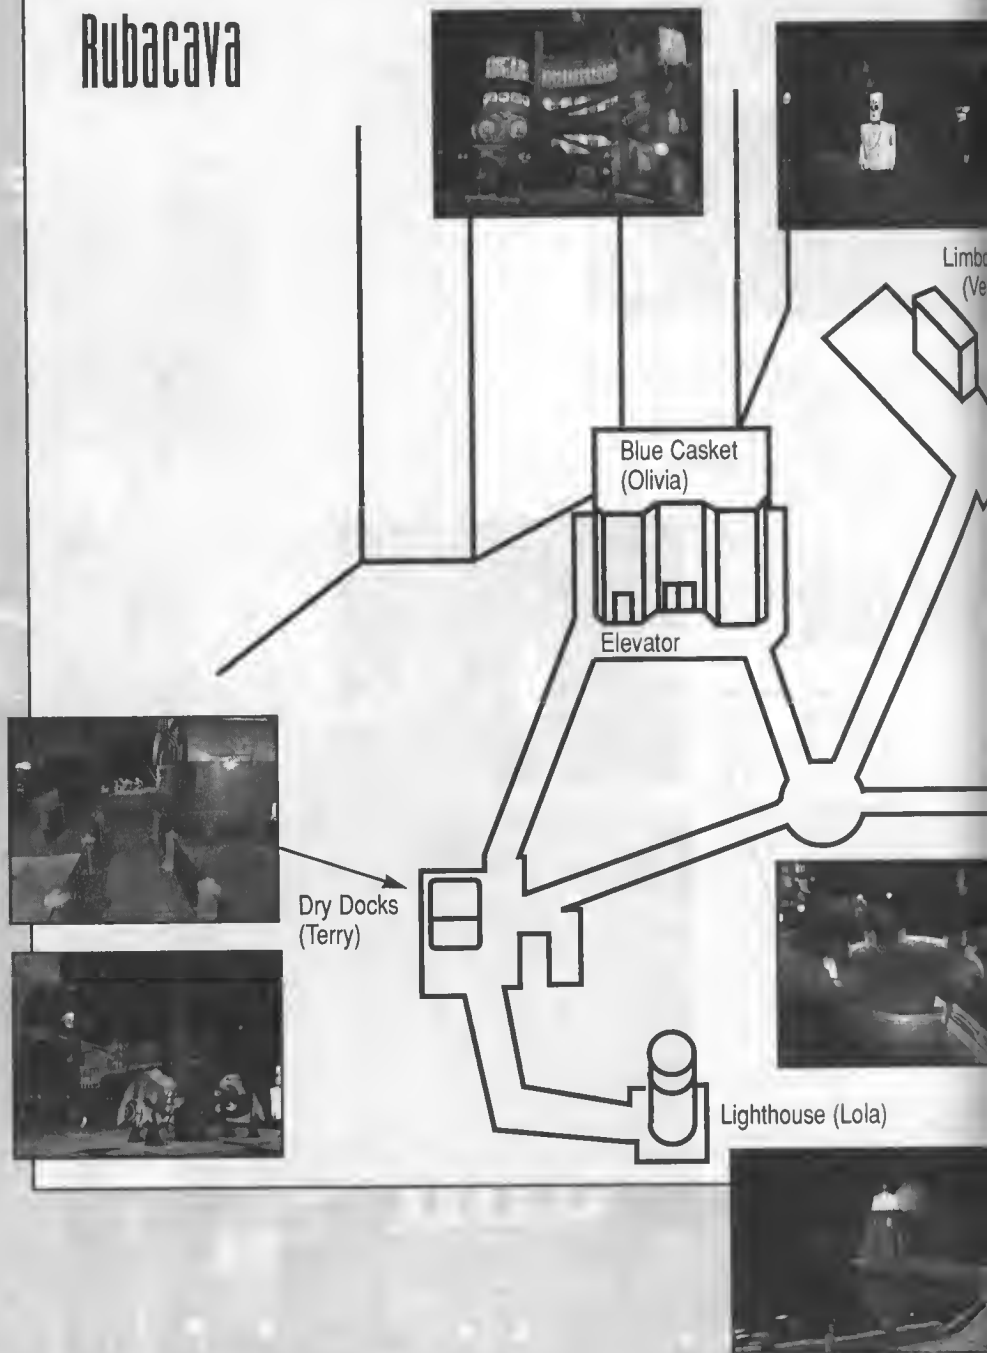 Rubacava
(
Blue Casket
(Olivia)
Elevator
Dry Docks
(Terry)
Lighthouse (Lola)